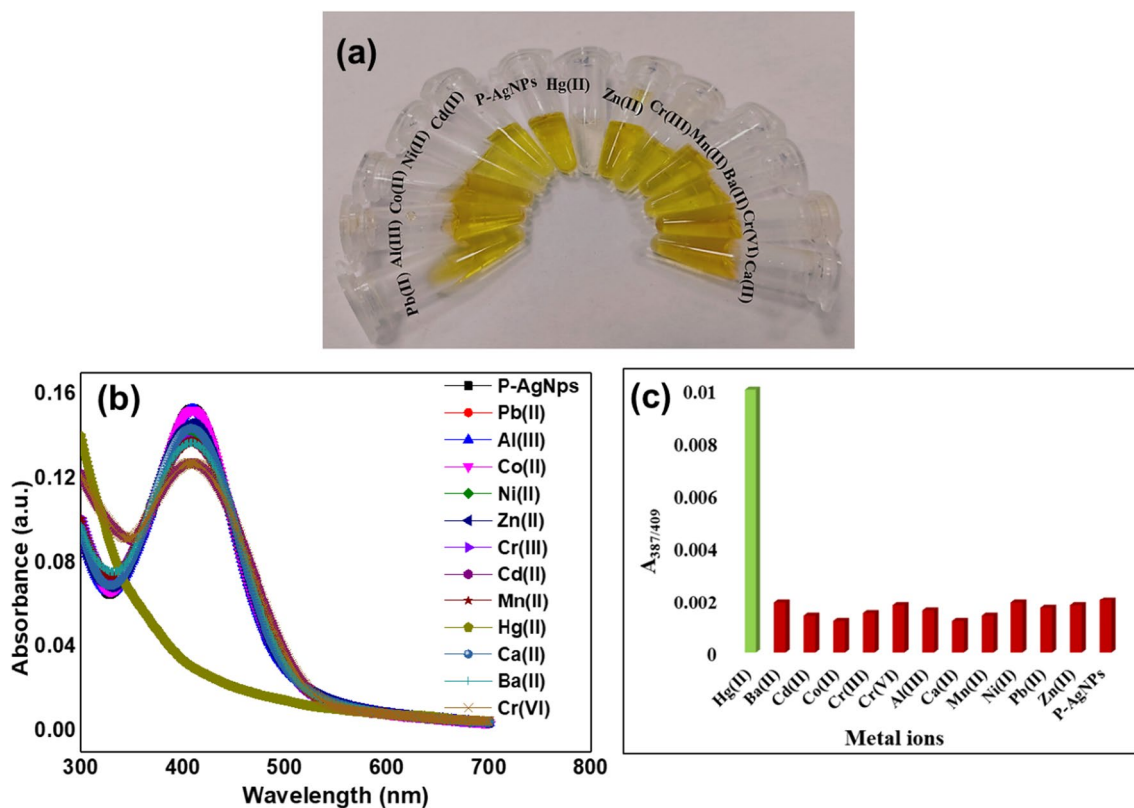 (a)
Pb(II)
Al(III)
Co(II)
Ni(II)
Cd(II)
P-AgNPs
Hg(II)
Zn(II)
Cr(III)
Mn(II)
Ba(II)
Cr(VI)
Ca(II)
(b)
Absorbance (a.u.)
0.16
0.12
0.08
0.04
0.00
300 400 500 600 700 800
Wavelength (nm)
P-AgNps
Pb(II)
Al(III)
Co(II)
Ni(II)
Zn(II)
Cr(III)
Cd(II)
Mn(II)
Hg(II)
Ca(II)
Ba(II)
Cr(VI)
(c)
A387/409
0.01
0.008
0.006
0.004
0.002
0
Hg(II) Ba(II) Cd(II) Co(II) Cr(III) Cr(VI) Al(III) Ca(II) Mn(II) Ni(II) Pb(II) Zn(II) P-AgNPs
Metal ions